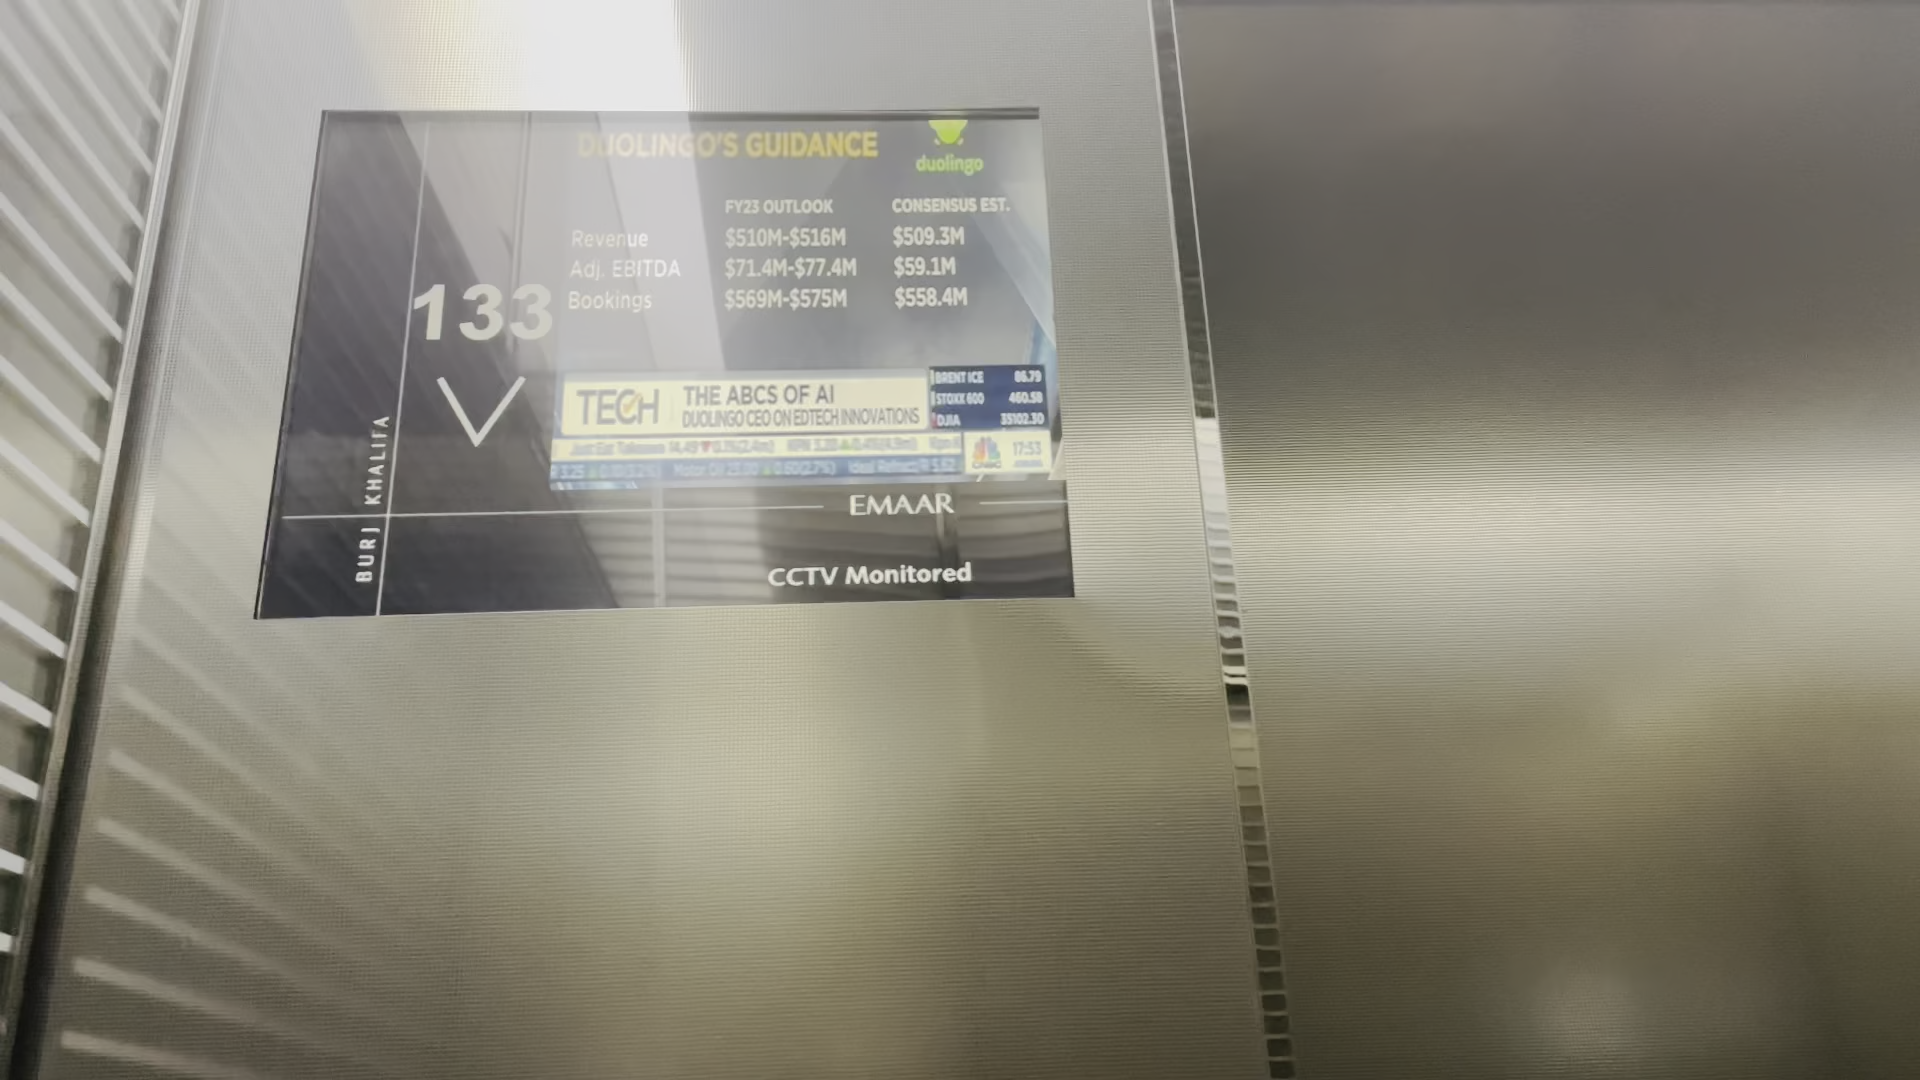 DUOLINGO'S GUIDANCE
duolingo
FY23 OUTLOOK CONSENSUS EST.
Revenue $510M-$516M $509.3M
Adj. EBITDA $71.4M-$77.4M $59.1M
Bookings $569M-$575M $558.4M
133
BURJ KHALIFA
TECH
THE ABCS OF AI
DUOLINGO CEO ON EDTECH INNOVATIONS
BRENT ICE 86.79
STOXX 600 460.58
DJIA 35102.30
CNBC 17:53
EMAAR
CCTV Monitored